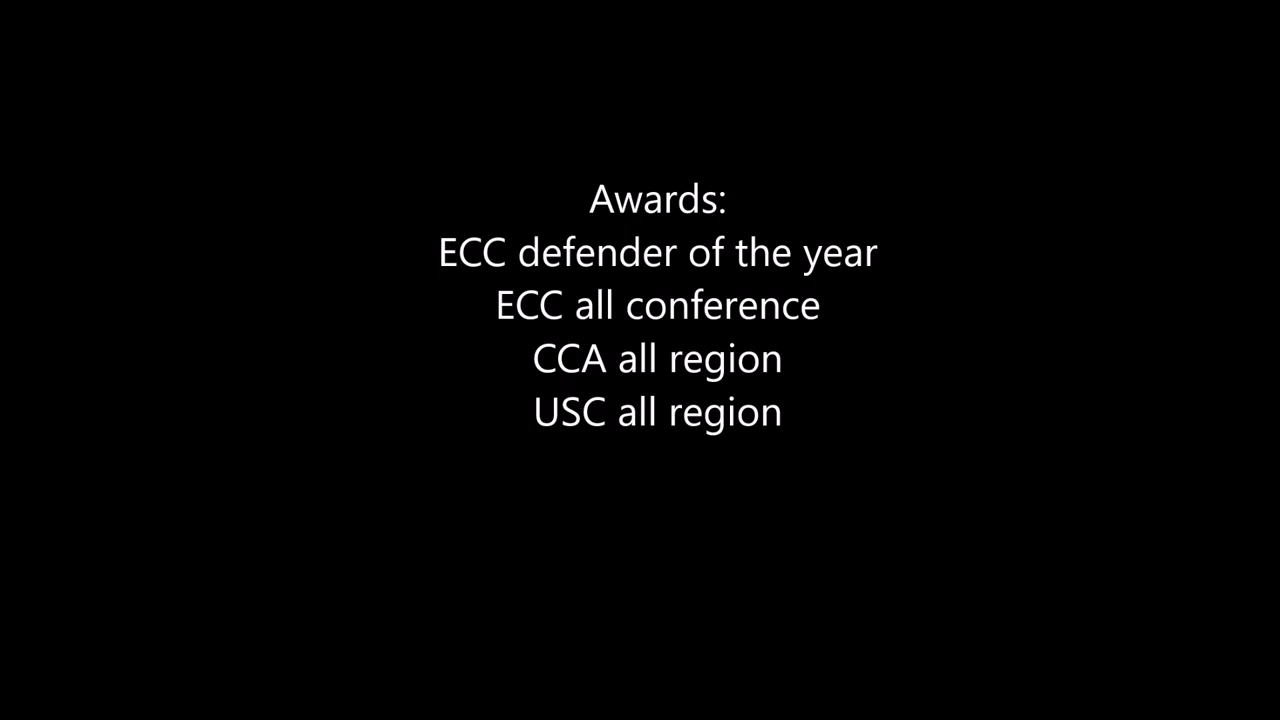 Awards:
ECC defender of the year
ECC all conference
CCA all region
USC all region